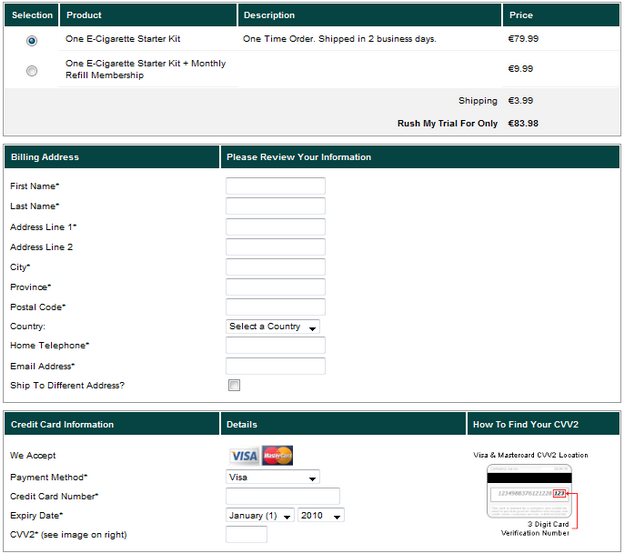 Selection Product Description Price
One E-Cigarette Starter Kit One Time Order. Shipped in 2 business days. €79.99
One E-Cigarette Starter Kit + Monthly
Refill Membership €9.99
Shipping €3.99
Rush My Trial For Only €83.98
Billing Address Please Review Your Information
First Name*
Last Name*
Address Line 1*
Address Line 2
City*
Province*
Postal Code*
Country: Select a Country
Home Telephone*
Email Address*
Ship To Different Address?
Credit Card Information Details How To Find Your CVV2
We Accept VISA MasterCard Visa & Mastercard CVV2 Location
Payment Method* Visa
Credit Card Number*
123
Expiry Date* January (1) 2010
3 Digit Card
Verification Number
CVV2* (see image on right)